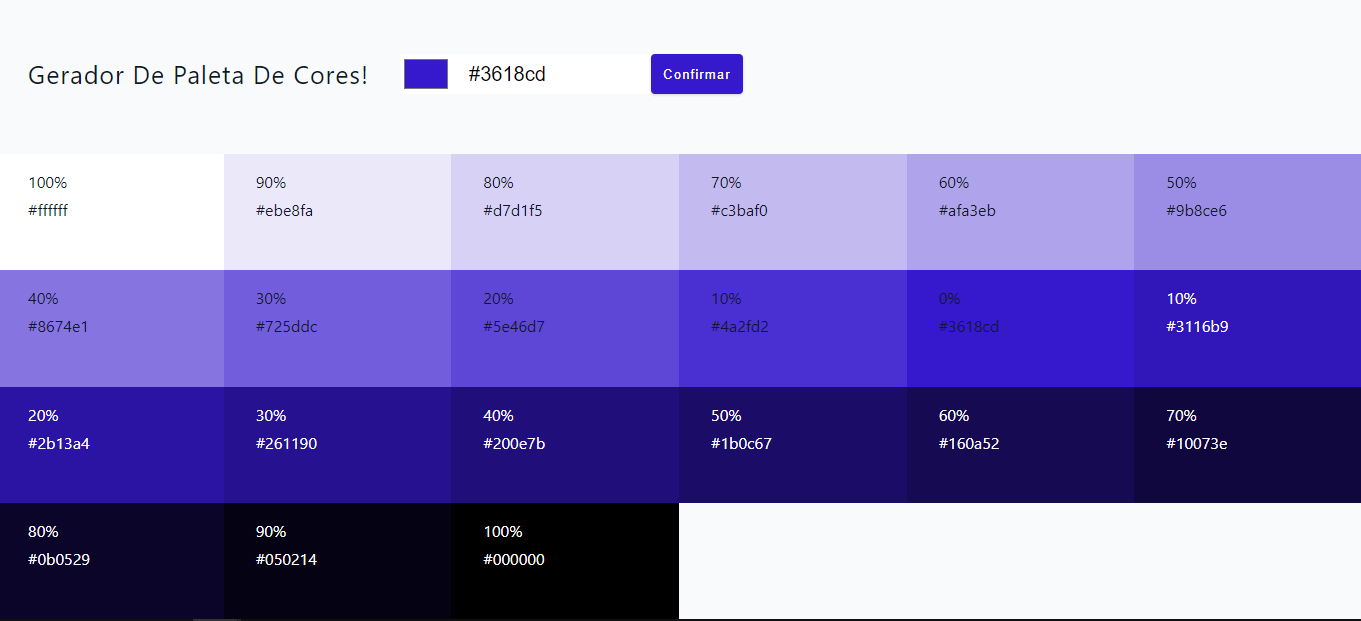 Gerador De Paleta De Cores!
#3618cd
Confirmar
100%
#ffffff
90%
#ebe8fa
80%
#d7d1f5
70%
#c3baf0
60%
#afa3eb
50%
#9b8ce6
40%
#8674e1
30%
#725ddc
20%
#5e46d7
10%
#4a2fd2
0%
#3618cd
10%
#3116b9
20%
#2b13a4
30%
#261190
40%
#200e7b
50%
#1b0c67
60%
#160a52
70%
#10073e
80%
#0b0529
90%
#050214
100%
#000000